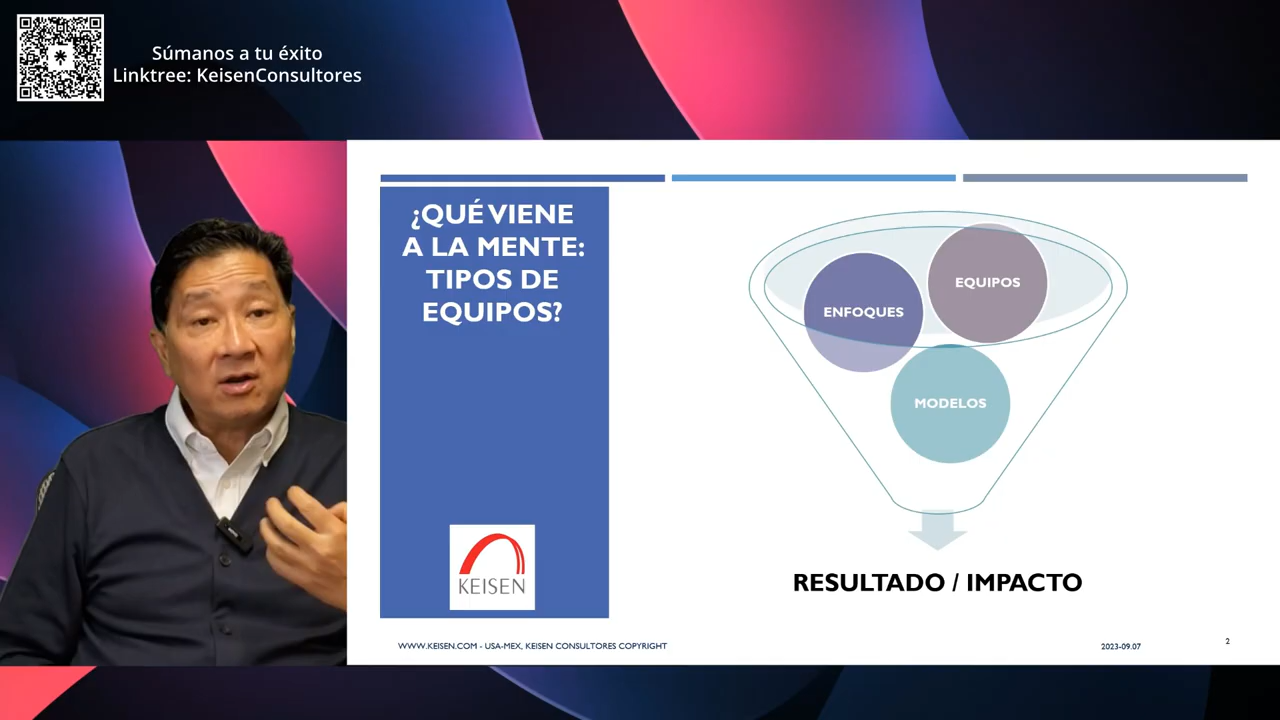 Súmanos a tu éxito
Linktree: KeisenConsultores
¿QUÉ VIENE
A LA MENTE:
TIPOS DE
EQUIPOS?
KEISEN
ENFOQUES
EQUIPOS
MODELOS
RESULTADO / IMPACTO
WWW.KEISEN.COM - USA-MEX, KEISEN CONSULTORES COPYRIGHT
2023-09.07
2